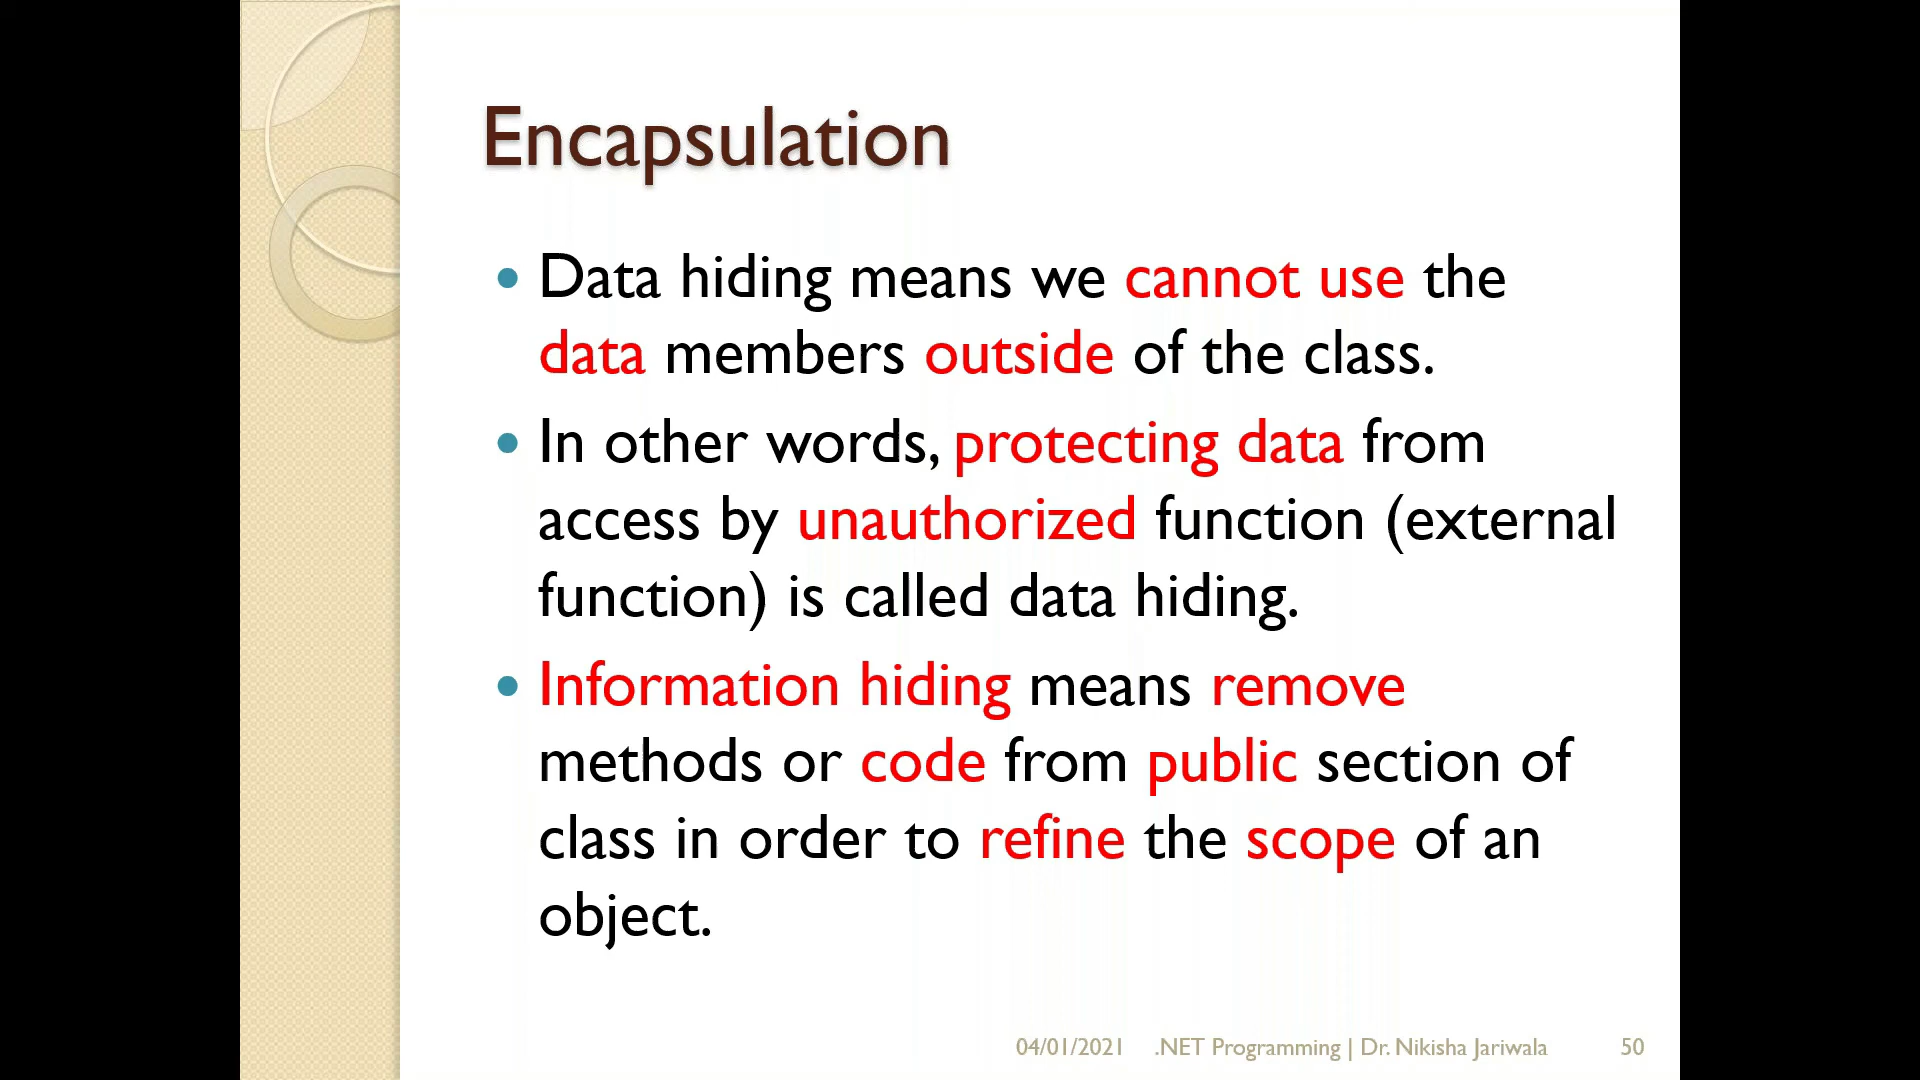 Encapsulation
• Data hiding means we cannot use the
data members outside of the class.
• In other words, protecting data from
access by unauthorized function (external
function) is called data hiding.
• Information hiding means remove
methods or code from public section of
class in order to refine the scope of an
object.
04/01/2021 .NET Programming | Dr. Nikisha Jariwala 50